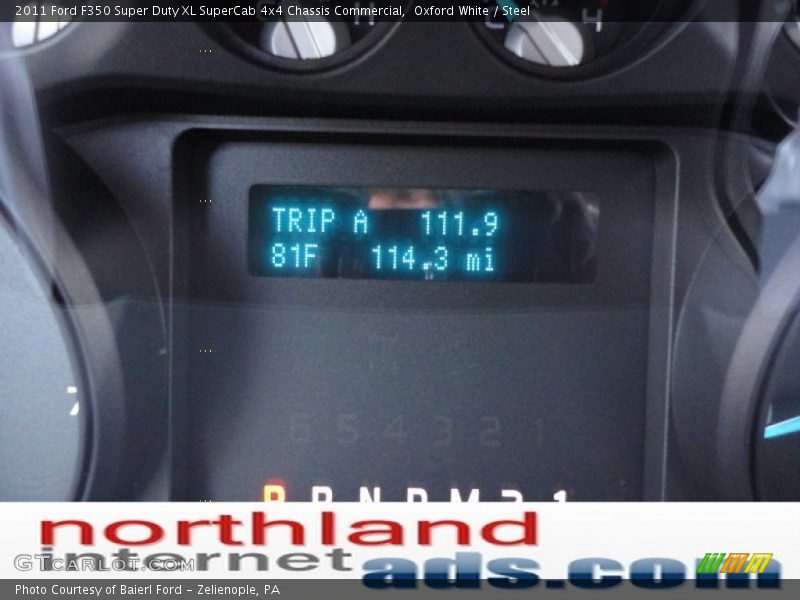 2011 Ford F350 Super Duty XL SuperCab 4x4 Chassis Commercial, Oxford White / Steel
H
C H
TRIP A 111.9
81F 114.3 mi
7
6 5 4 3 2 1
P R N D M 2 1
northland
internet
ads.com
GTCARLOT.COM
Photo Courtesy of Baierl Ford - Zelienople, PA